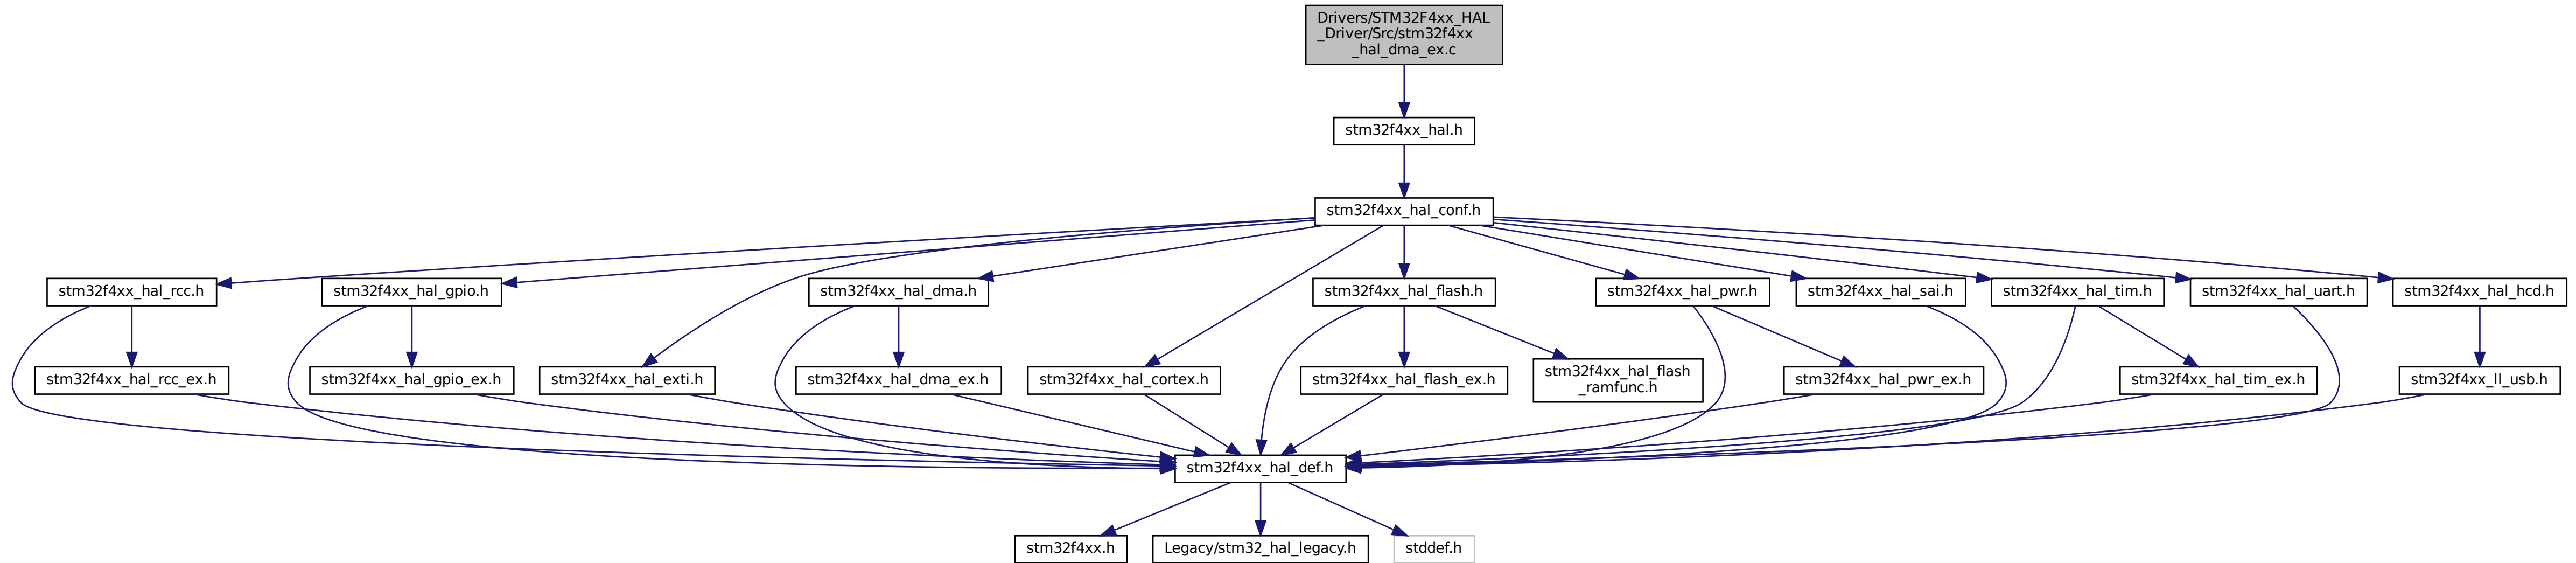 Drivers/STM32F4xx_HAL
_Driver/Src/stm32f4xx
_hal_dma_ex.c
stm32f4xx_hal.h
stm32f4xx_hal_conf.h
stm32f4xx_hal_rcc.h
stm32f4xx_hal_gpio.h
stm32f4xx_hal_dma.h
stm32f4xx_hal_flash.h
stm32f4xx_hal_pwr.h
stm32f4xx_hal_sai.h
stm32f4xx_hal_tim.h
stm32f4xx_hal_uart.h
stm32f4xx_hal_hcd.h
stm32f4xx_hal_rcc_ex.h
stm32f4xx_hal_gpio_ex.h
stm32f4xx_hal_exti.h
stm32f4xx_hal_dma_ex.h
stm32f4xx_hal_cortex.h
stm32f4xx_hal_flash_ex.h
stm32f4xx_hal_flash
_ramfunc.h
stm32f4xx_hal_pwr_ex.h
stm32f4xx_hal_tim_ex.h
stm32f4xx_ll_usb.h
stm32f4xx_hal_def.h
stm32f4xx.h
Legacy/stm32_hal_legacy.h
stddef.h